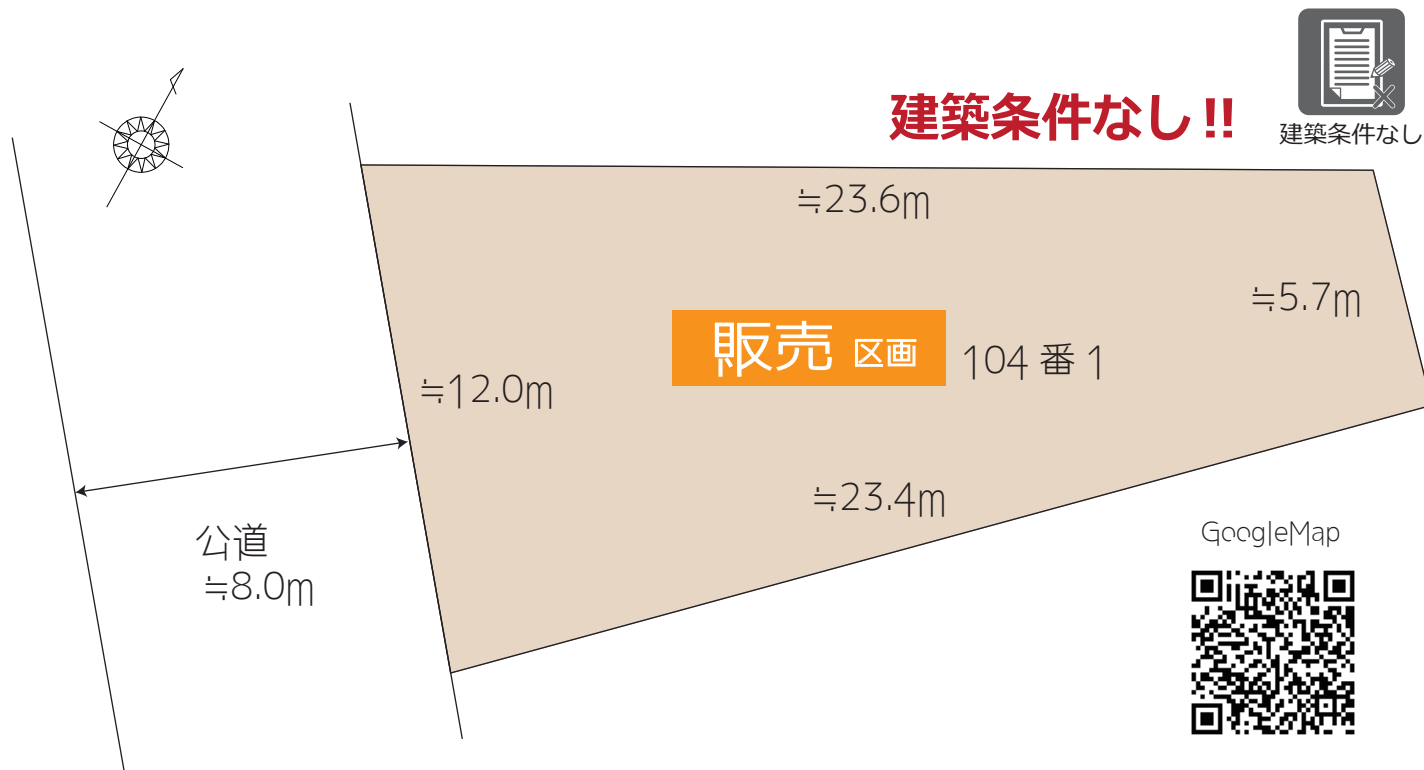 建築条件なし!!
建築条件なし
≒23.6m
≒5.7m
販売 区画
104番1
≒12.0m
≒23.4m
公道
≒8.0m
GoogleMap